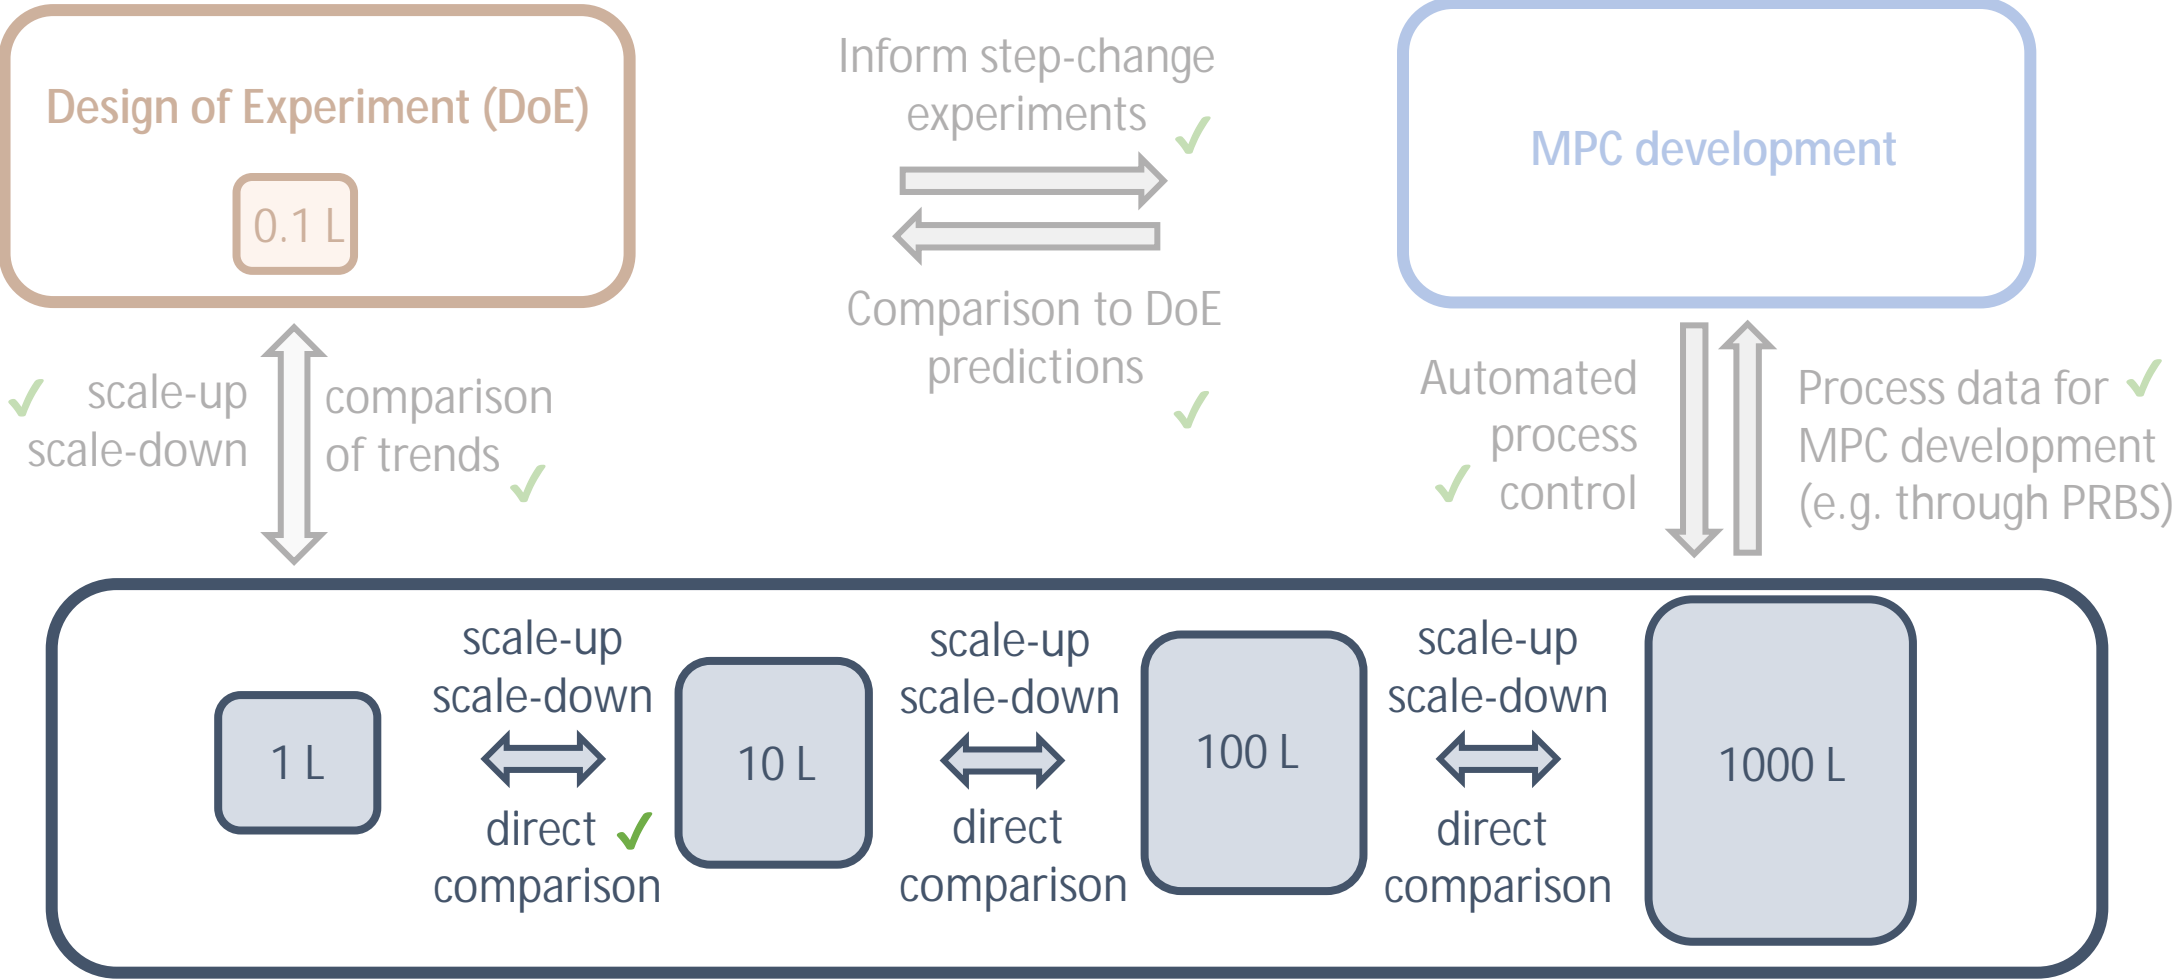 Design of Experiment (DoE)
0.1 L
Inform step-change
experiments
Comparison to DoE
predictions
MPC development
scale-up
scale-down
comparison
of trends
Automated
process
control
Process data for
MPC development
(e.g. through PRBS)
1 L
scale-up
scale-down
direct
comparison
10 L
scale-up
scale-down
direct
comparison
100 L
scale-up
scale-down
direct
comparison
1000 L